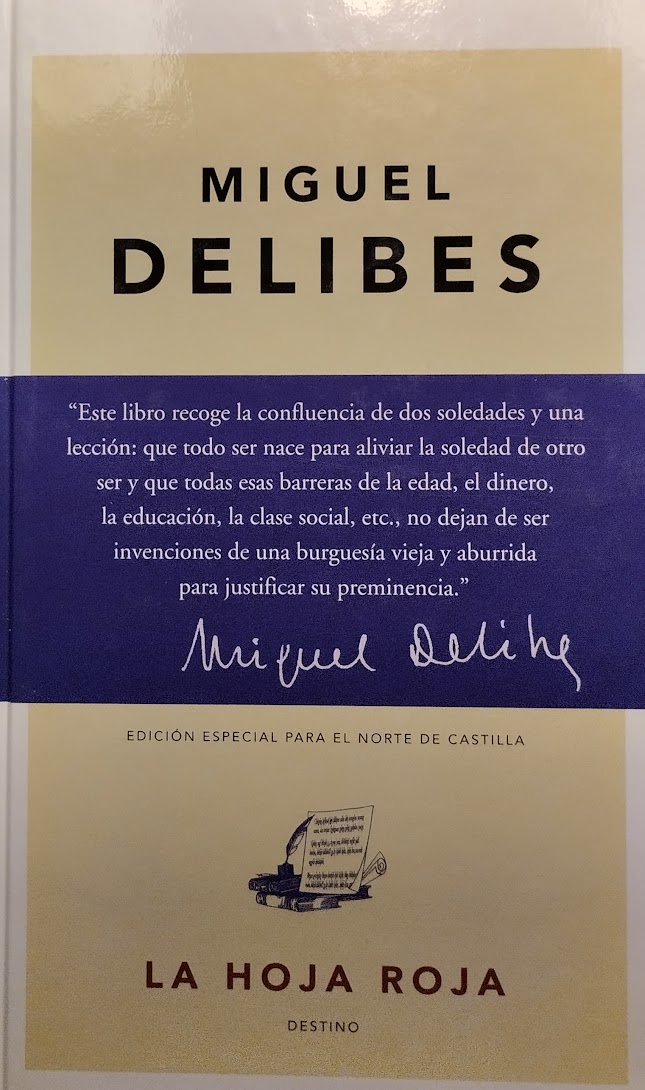 MIGUEL
DELIBES
“Este libro recoge la confluencia de dos soledades y una
lección: que todo ser nace para aliviar la soledad de otro
ser y que todas esas barreras de la edad, el dinero,
la educación, la clase social, etc., no dejan de ser
invenciones de una burguesía vieja y aburrida
para justificar su preminencia.”
Miguel Delibes
EDICIÓN ESPECIAL PARA EL NORTE DE CASTILLA
LA HOJA ROJA
DESTINO